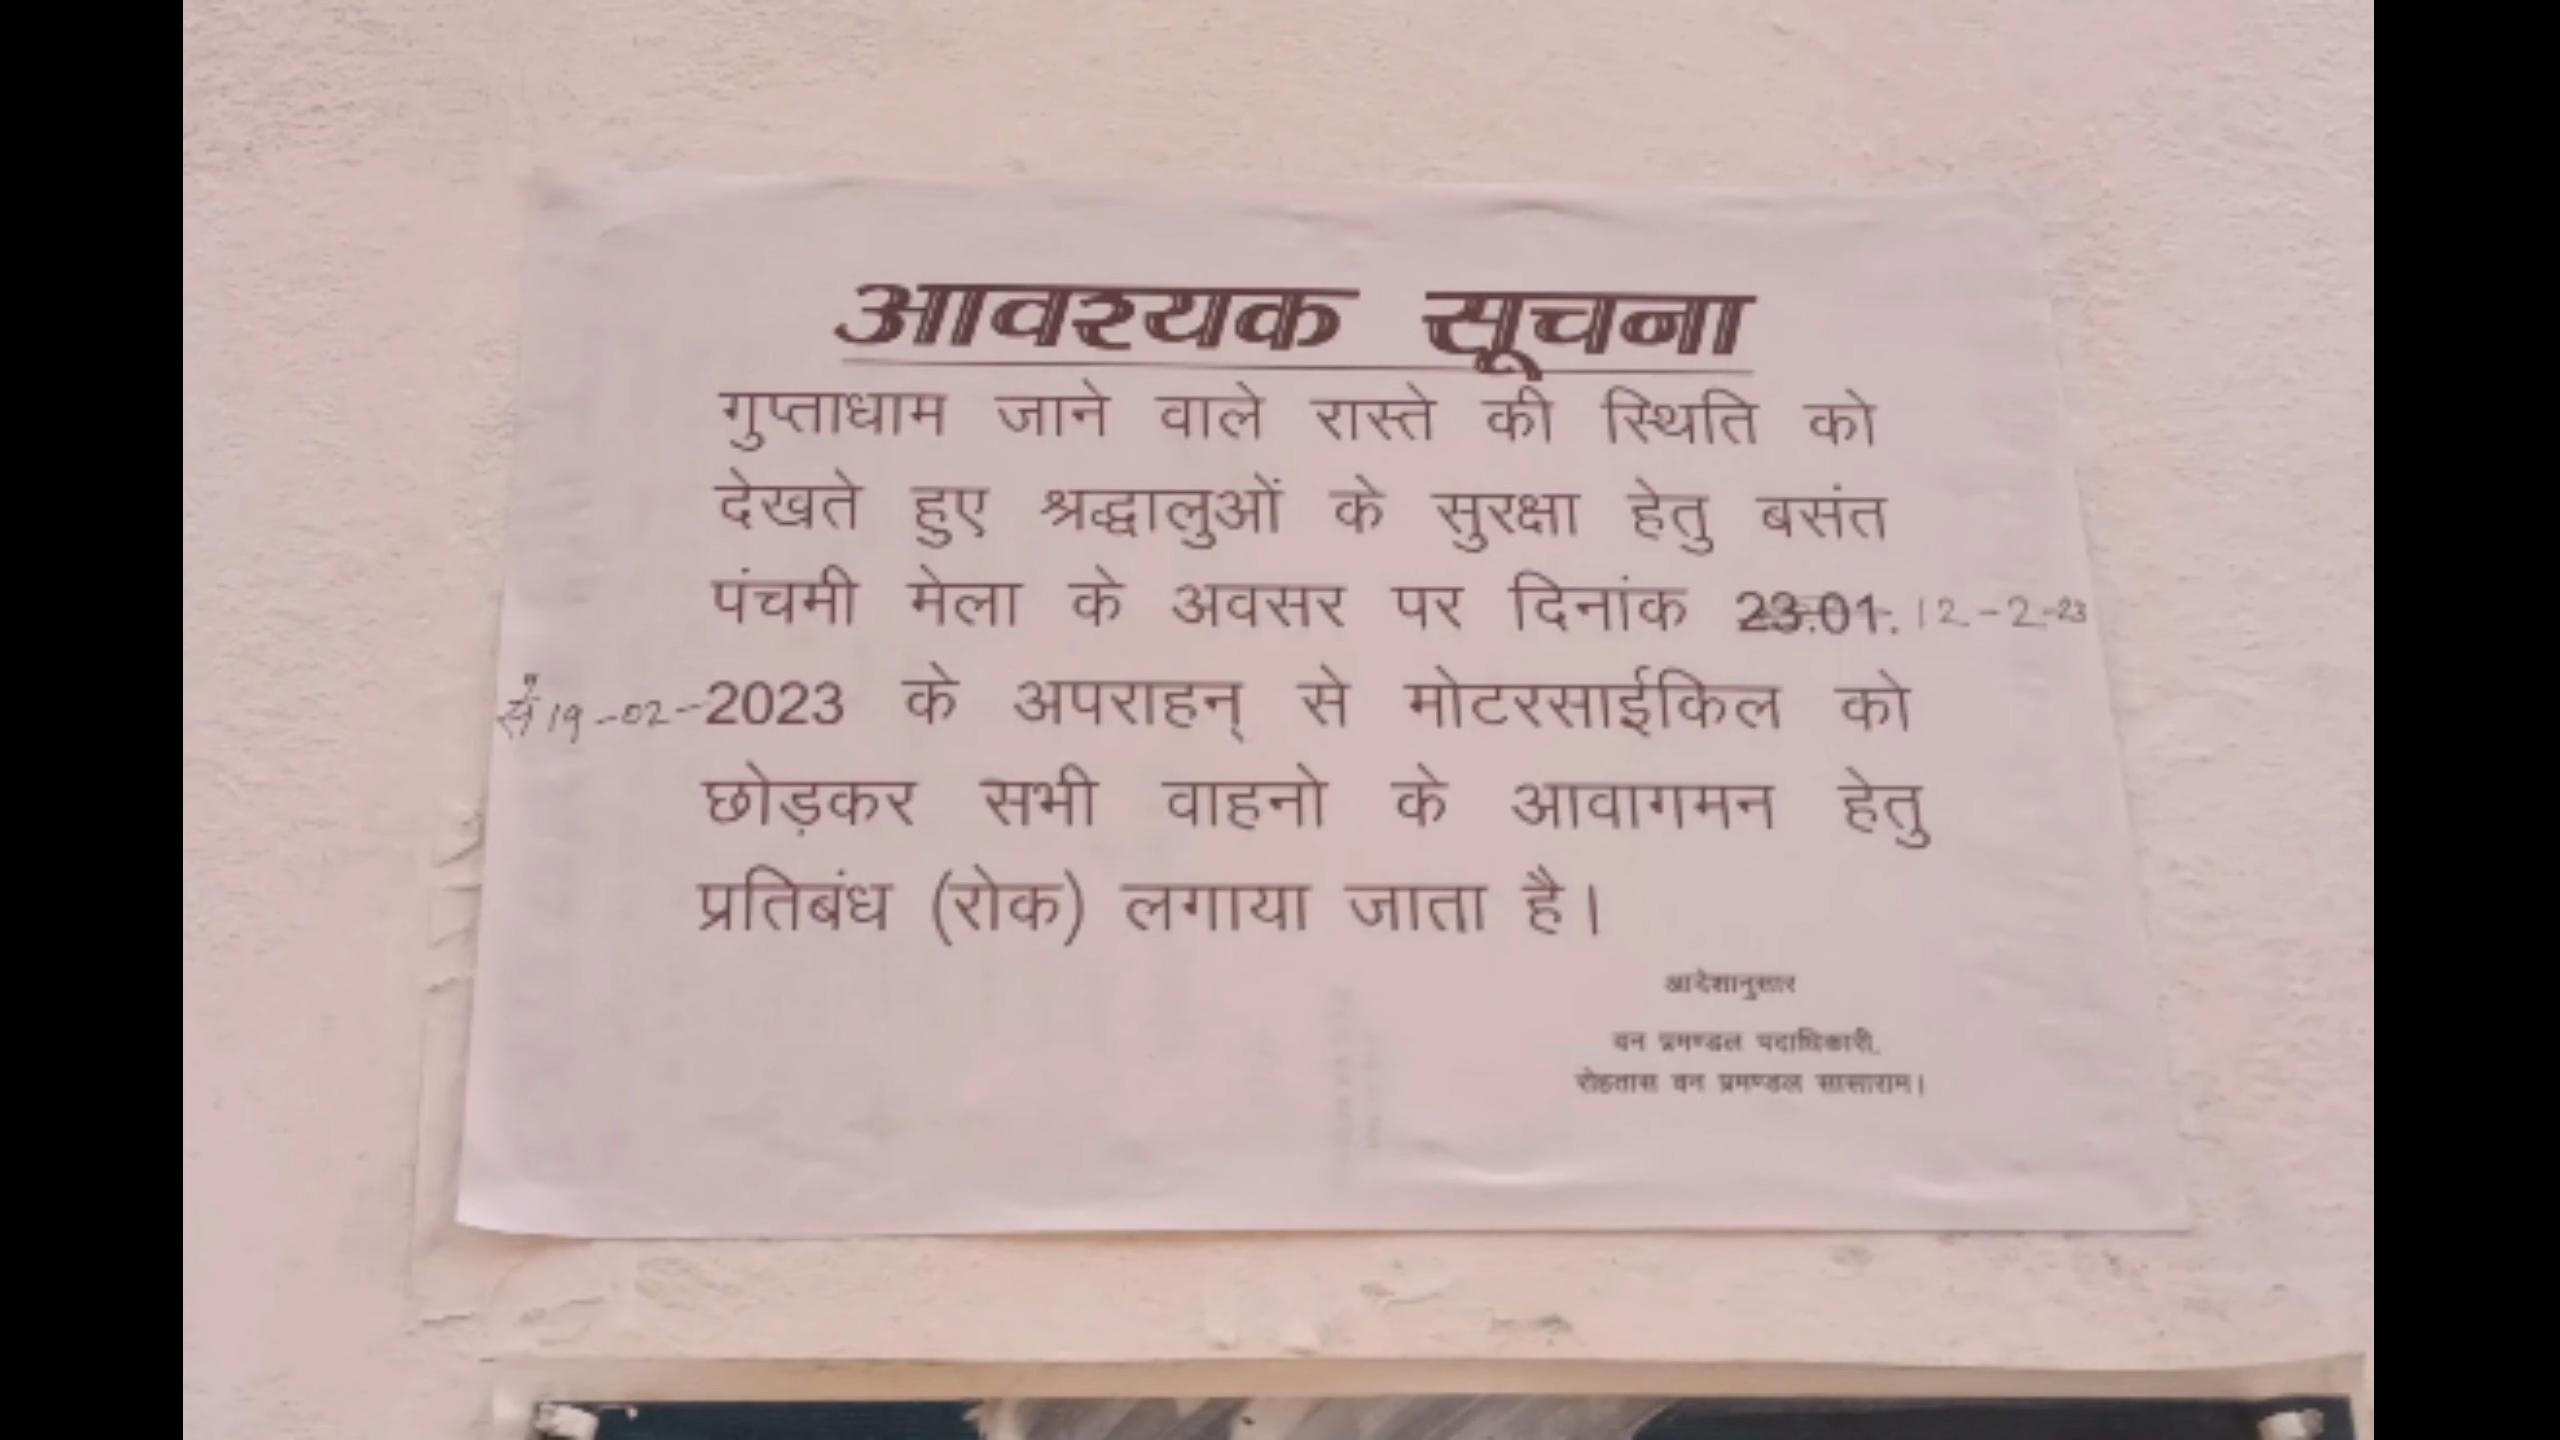 आवश्यक सूचना
गुप्ताधाम जाने वाले रास्ते की स्थिति को
देखते हुए श्रद्धालुओं के सुरक्षा हेतु बसंत
पंचमी मेला के अवसर पर दिनांक 23.01. 12-2-23
से 19-02-2023 के अपराहन् से मोटरसाईकिल को
छोड़कर सभी वाहनो के आवागमन हेतु
प्रतिबंध (रोक) लगाया जाता है।
आदेशानुसार
वन प्रमण्डल पदाधिकारी,
रोहतास वन प्रमण्डल सासाराम।